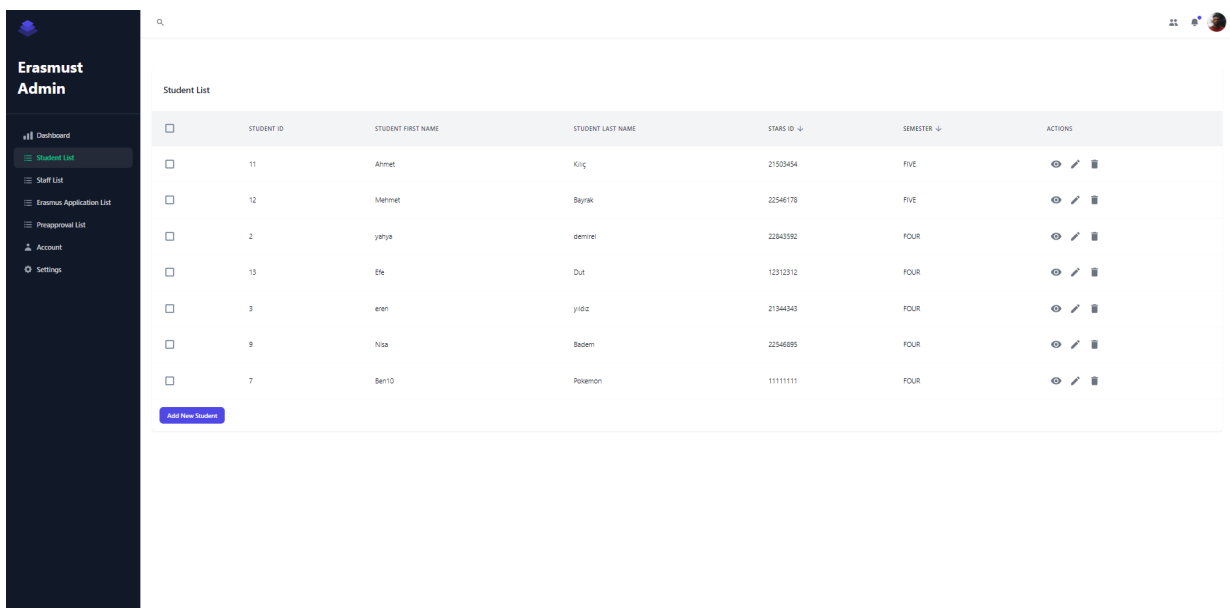 Erasmust
Admin
Dashboard
Student List
Staff List
Erasmus Application List
Preapproval List
Account
Settings
Student List
STUDENT ID STUDENT FIRST NAME STUDENT LAST NAME STARS ID SEMESTER ACTIONS
11 Ahmet Kılıç 21503454 FIVE
12 Mehmet Bayrak 22546178 FIVE
2 yahya demirel 22843592 FOUR
13 Efe Dut 12312312 FOUR
3 eren yıldız 21344343 FOUR
9 Nisa Badem 22546895 FOUR
7 Ben10 Pokemon 11111111 FOUR
Add New Student